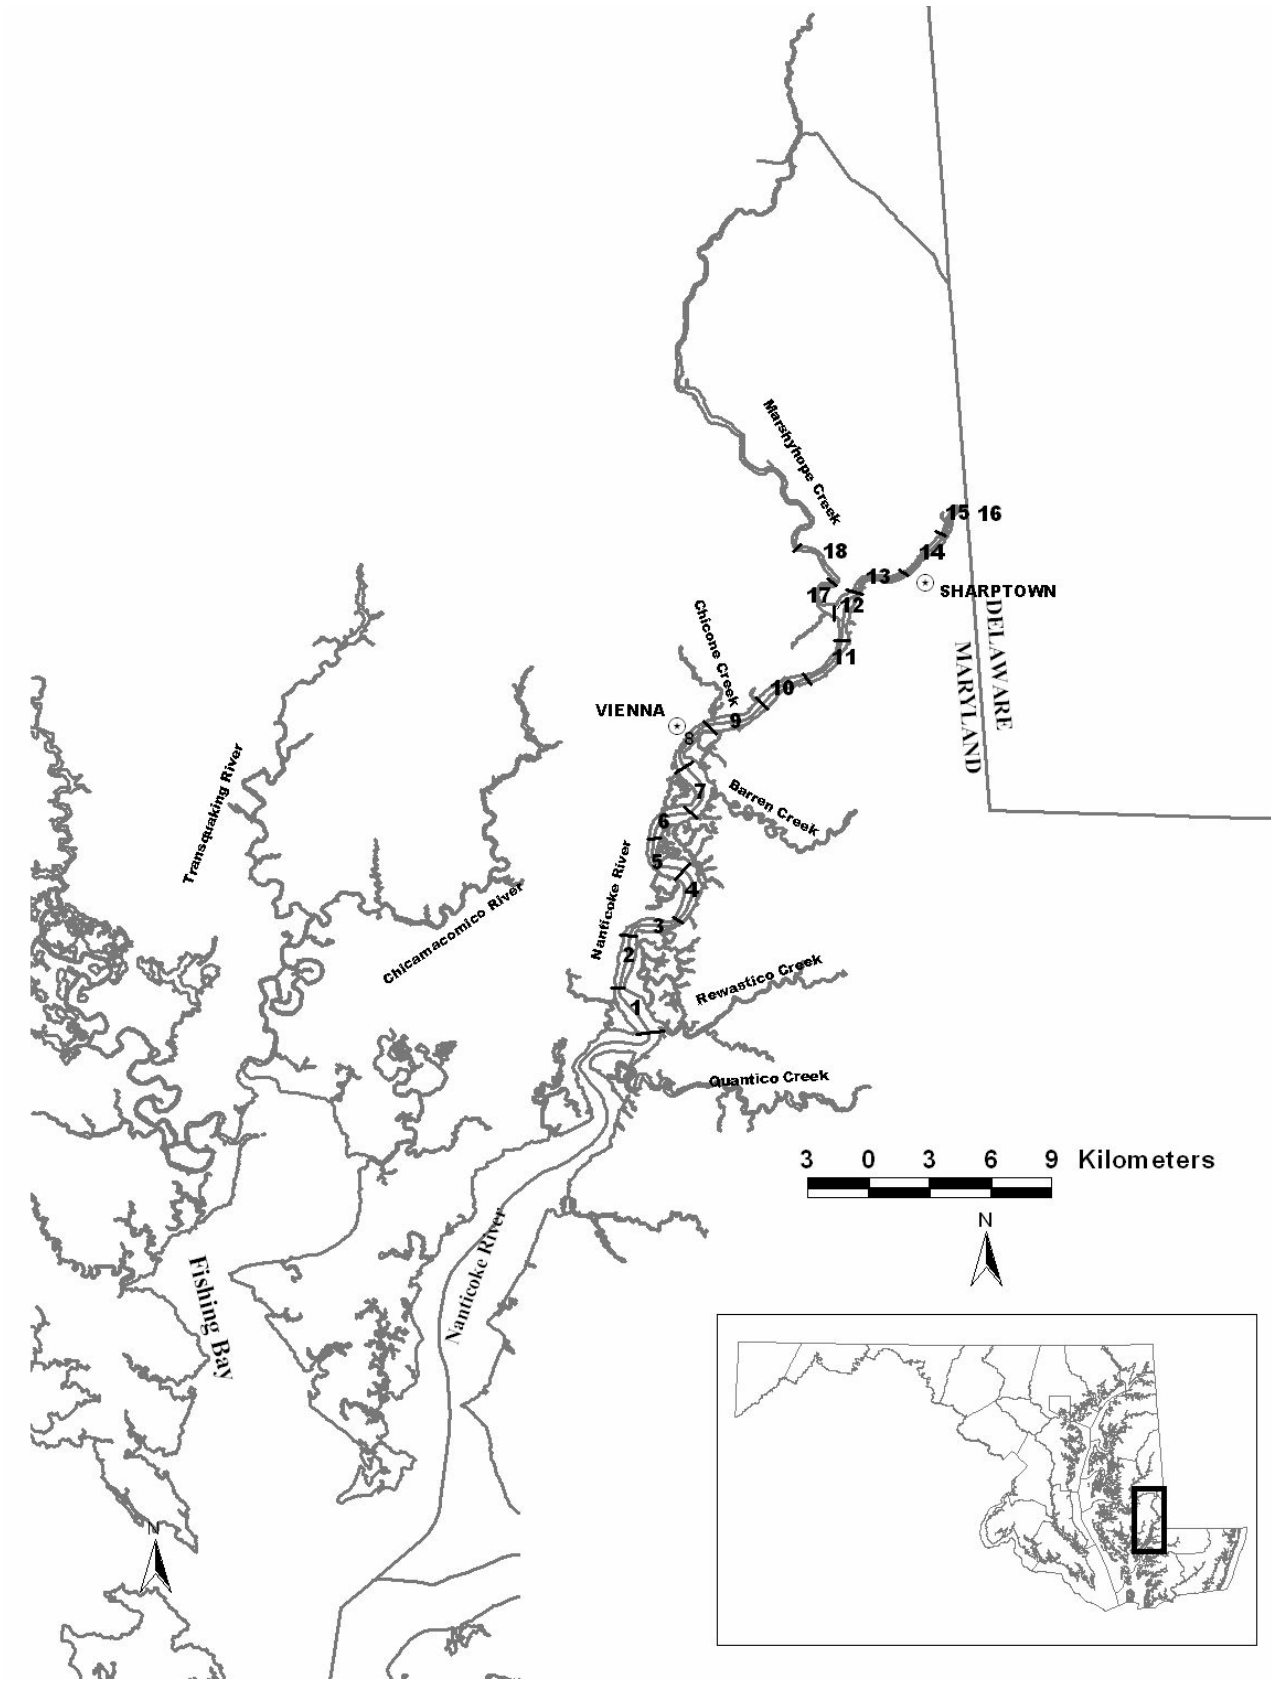 Marshyhope Creek
15 16
14
18
13
SHARPTOWN
17
12
DELAWARE
MARYLAND
Chicone Creek
11
10
VIENNA
9
8
Transquaking River
7
Barren Creek
6
5
Nanticoke River
4
Chicamacomico River
3
2
Rewastico Creek
1
Quantico Creek
3 0 3 6 9 Kilometers
N
Nanticoke River
Fishing Bay
N